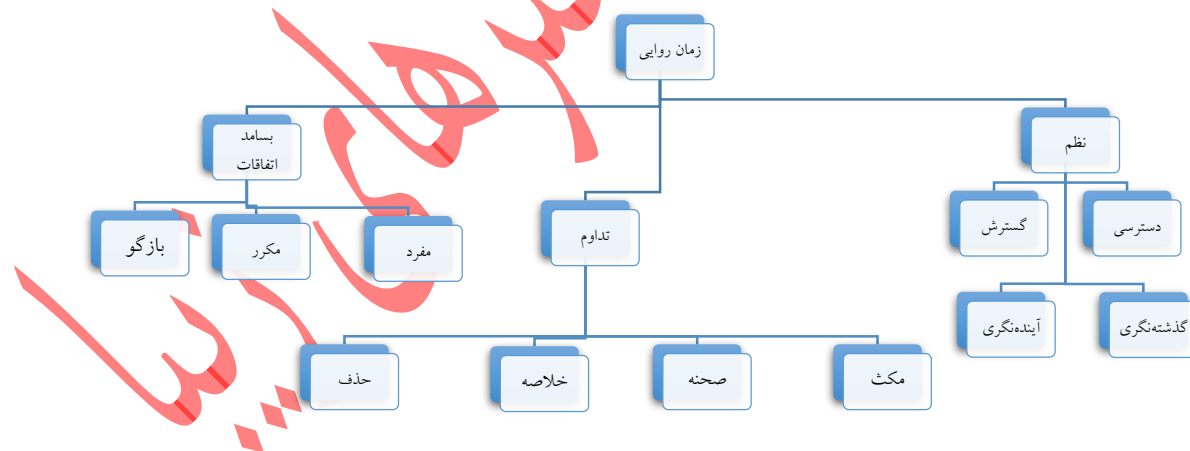 زمان روایی
نظم
تداوم
بسامد
اتفاقات
دسترسی
گسترش
گذشته‌نگری
آینده‌نگری
مکث
صحنه
خلاصه
حذف
مفرد
مکرر
بازگو